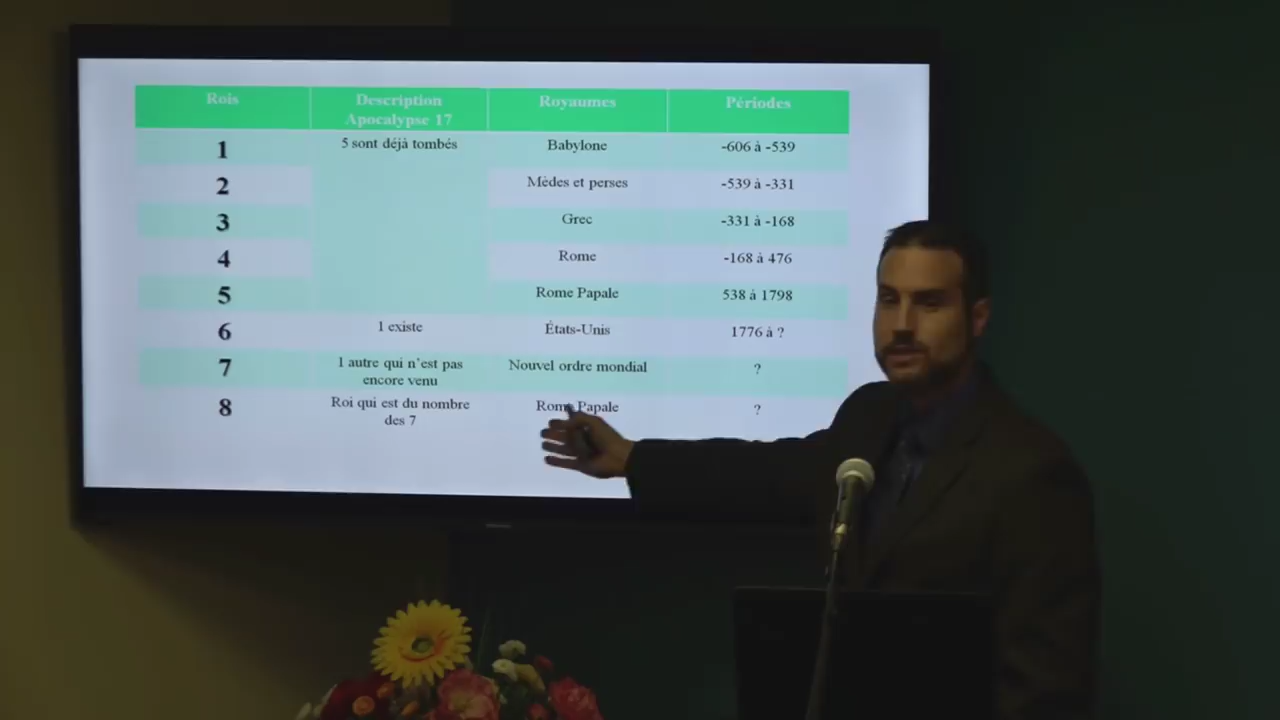 Rois Description Royaumes Périodes
Apocalypse 17
1 5 sont déjà tombés Babylone -606 à -539
2 Mèdes et perses -539 à -331
3 Grec -331 à -168
4 Rome -168 à 476
5 Rome Papale 538 à 1798
6 1 existe États-Unis 1776 à ?
7 1 autre qui n'est pas Nouvel ordre mondial ?
encore venu
8 Roi qui est du nombre Rome Papale ?
des 7